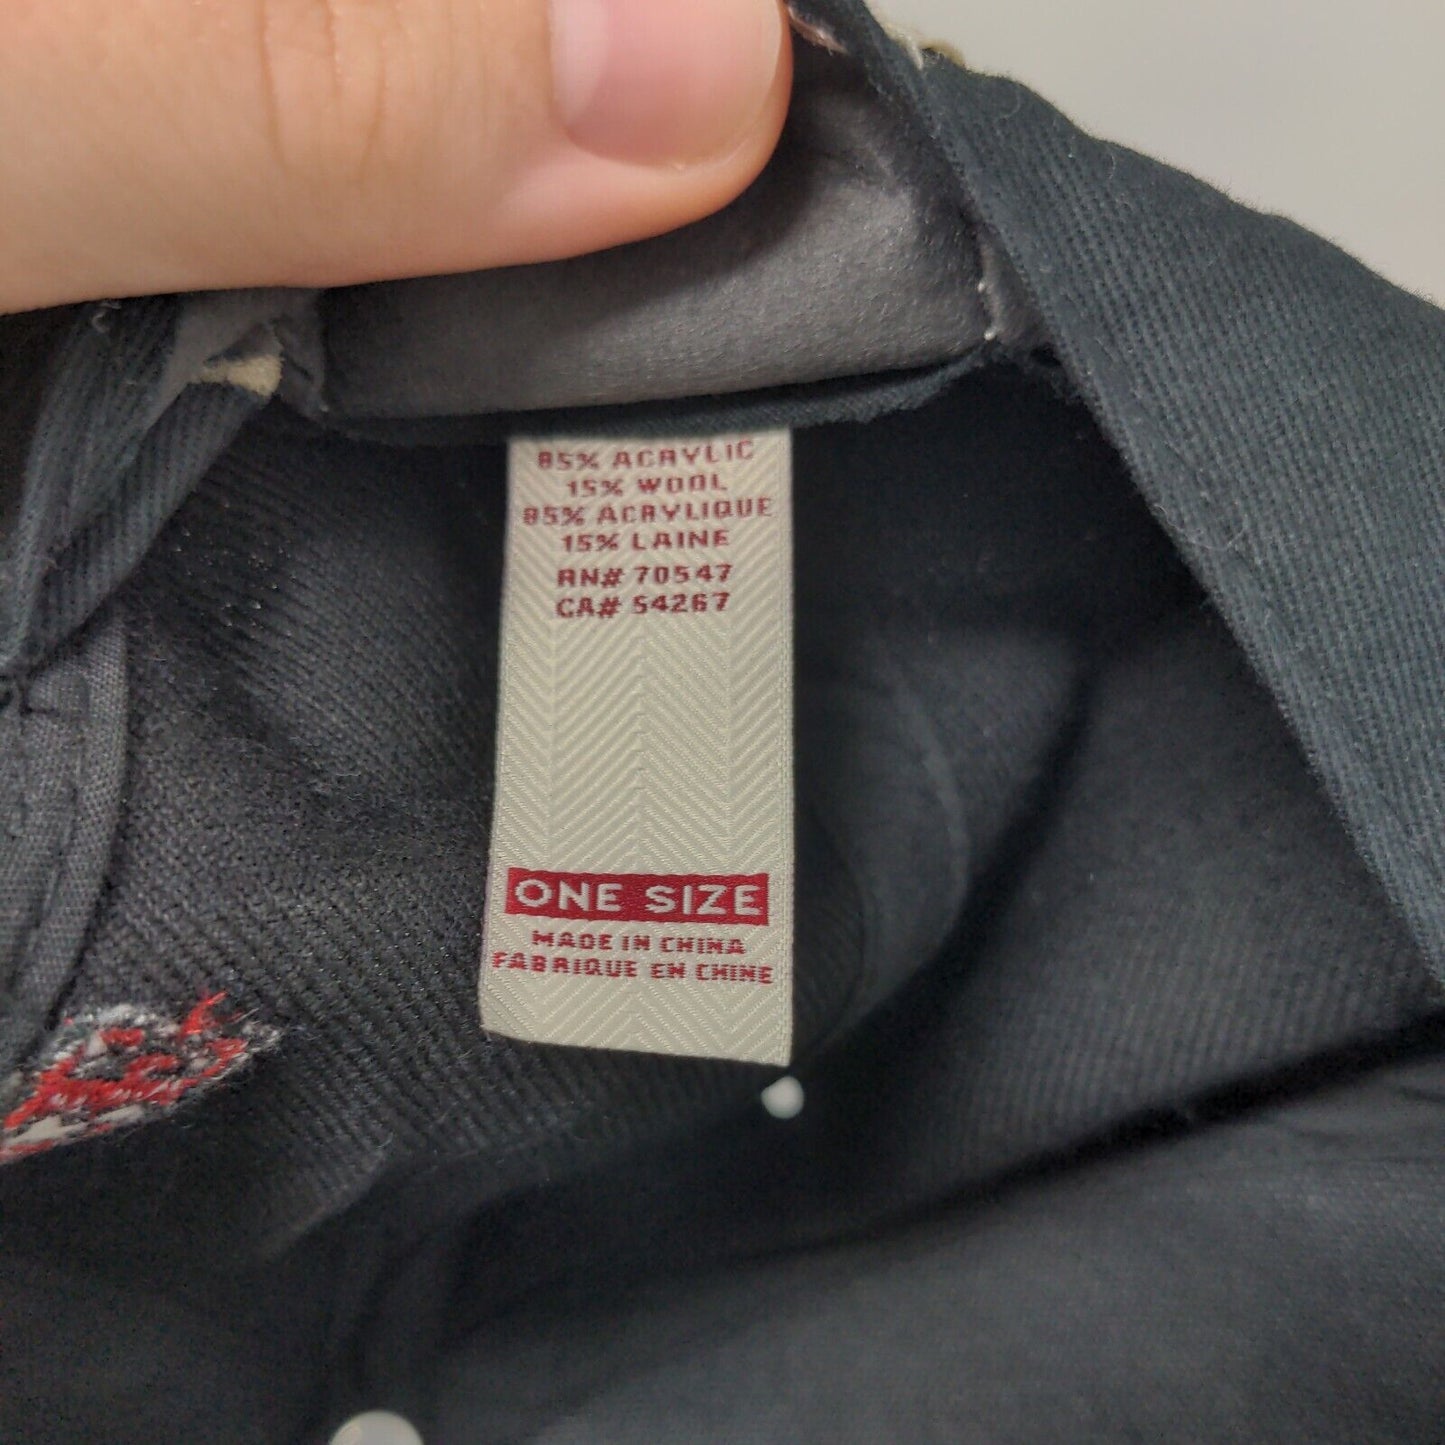 85% ACRYLIC
15% WOOL
85% ACRYLIQUE
15% LAINE
RN# 70547
CA# 54267
ONE SIZE
MADE IN CHINA
FABRIQUE EN CHINE